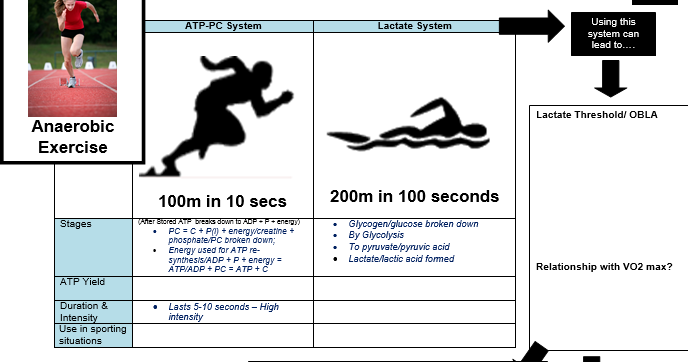 Anaerobic
Exercise
ATP-PC System
Lactate System
100m in 10 secs
200m in 100 seconds
Stages
(After Stored ATP breaks down to ADP + P + energy)
• PC = C + P(i) + energy/creatine +
phosphate/PC broken down;
• Energy used for ATP re-
synthesis/ADP + P + energy =
ATP/ADP + PC = ATP + C
• Glycogen/glucose broken down
• By Glycolysis
• To pyruvate/pyruvic acid
• Lactate/lactic acid formed
ATP Yield
Duration &
Intensity
• Lasts 5-10 seconds – High
intensity
Use in sporting
situations
Using this
system can
lead to….
Lactate Threshold/ OBLA
Relationship with VO2 max?